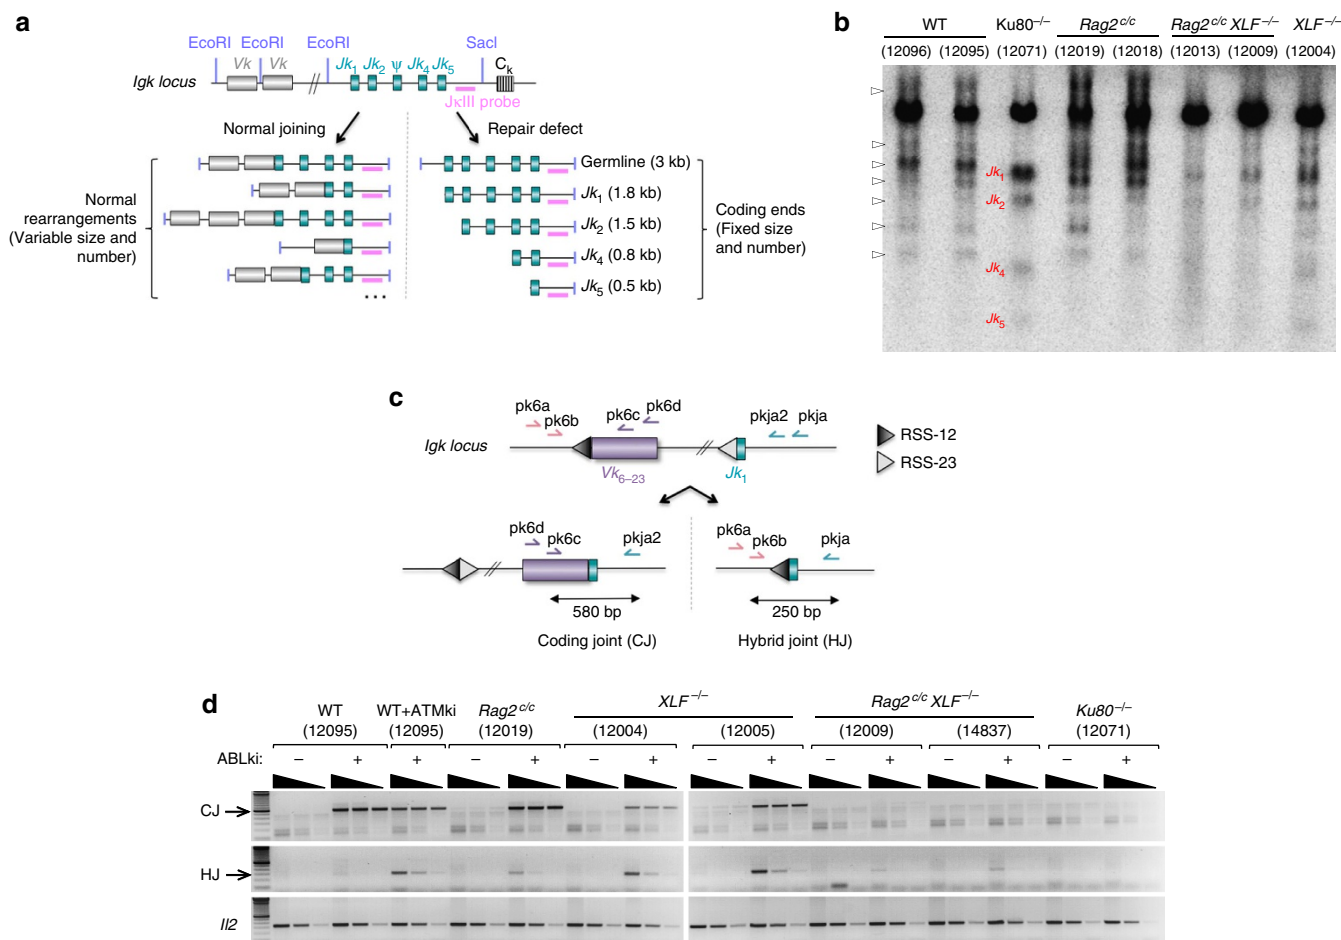 a
EcoRI EcoRI EcoRI SacI
Vk Vk Jk1 Jk2 ψ Jk4 Jk5 Ck
Igk locus
JκIII probe
Normal joining Repair defect
Normal rearrangements (Variable size and number)
...
Germline (3 kb)
Jk1 (1.8 kb)
Jk2 (1.5 kb)
Jk4 (0.8 kb)
Jk5 (0.5 kb)
Coding ends (Fixed size and number)
b
WT Ku80−/− Rag2c/c Rag2c/c XLF−/− XLF−/−
(12096) (12095) (12071) (12019) (12018) (12013) (12009) (12004)
Jk1
Jk2
Jk4
Jk5
c
pk6a pk6b pk6c pk6d pkja2 pkja
Igk locus
Vk6–23 Jk1
RSS-12
RSS-23
pk6d pk6c pkja2
580 bp
Coding joint (CJ)
pk6a pk6b pkja
250 bp
Hybrid joint (HJ)
d
WT WT+ATMki Rag2c/c XLF−/− Rag2c/c XLF−/− Ku80−/−
(12095) (12095) (12019) (12004) (12005) (12009) (14837) (12071)
ABLki: − + + − + − + − + − + − + − +
CJ
HJ
Il2